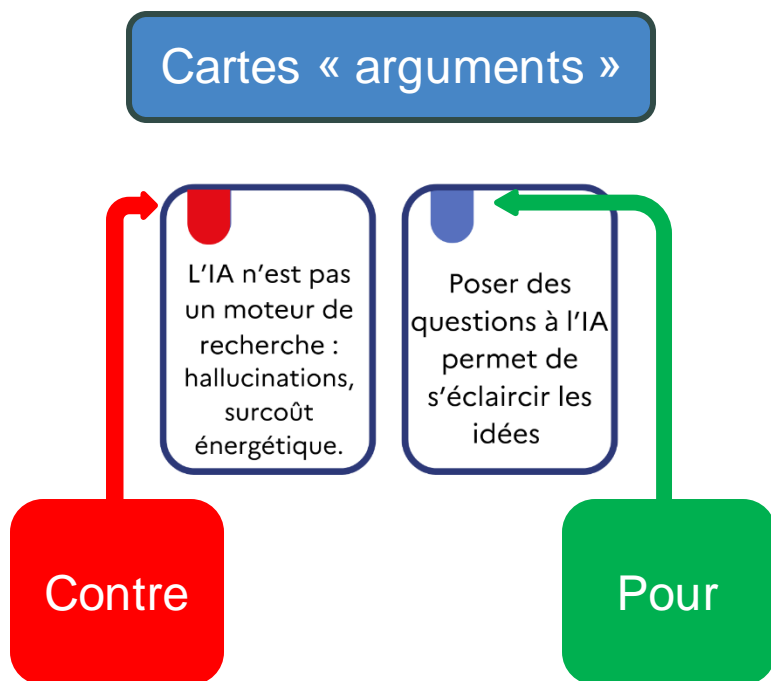 Cartes « arguments »
L’IA n’est pas
un moteur de
recherche :
hallucinations,
surcoût
énergétique.
Poser des
questions à l’IA
permet de
s’éclaircir les
idées
Contre
Pour